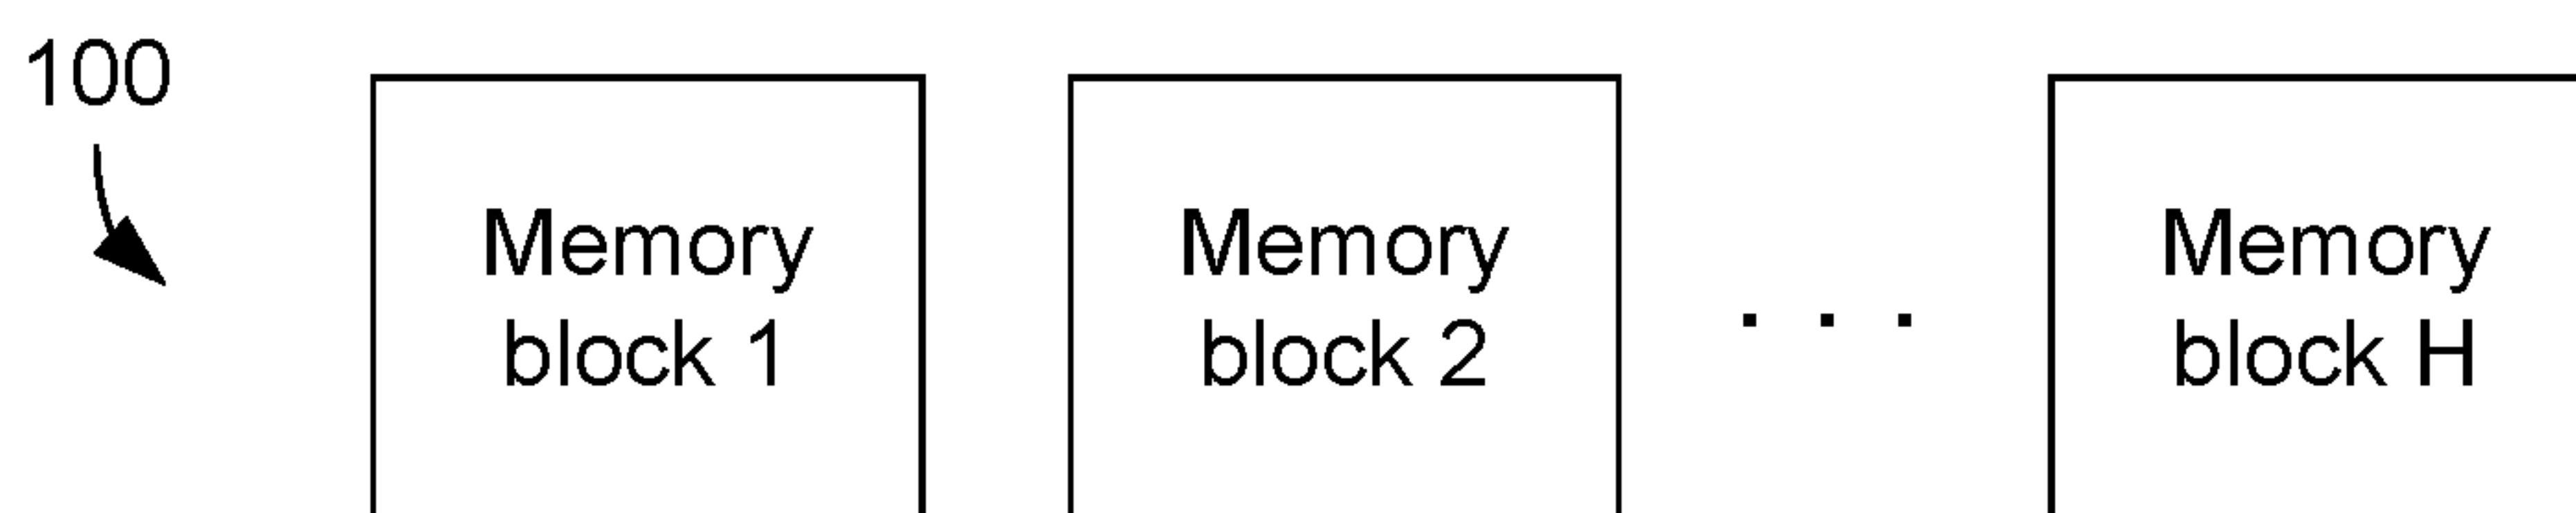 100
Memory
block 1
Memory
block 2
. . .
Memory
block H